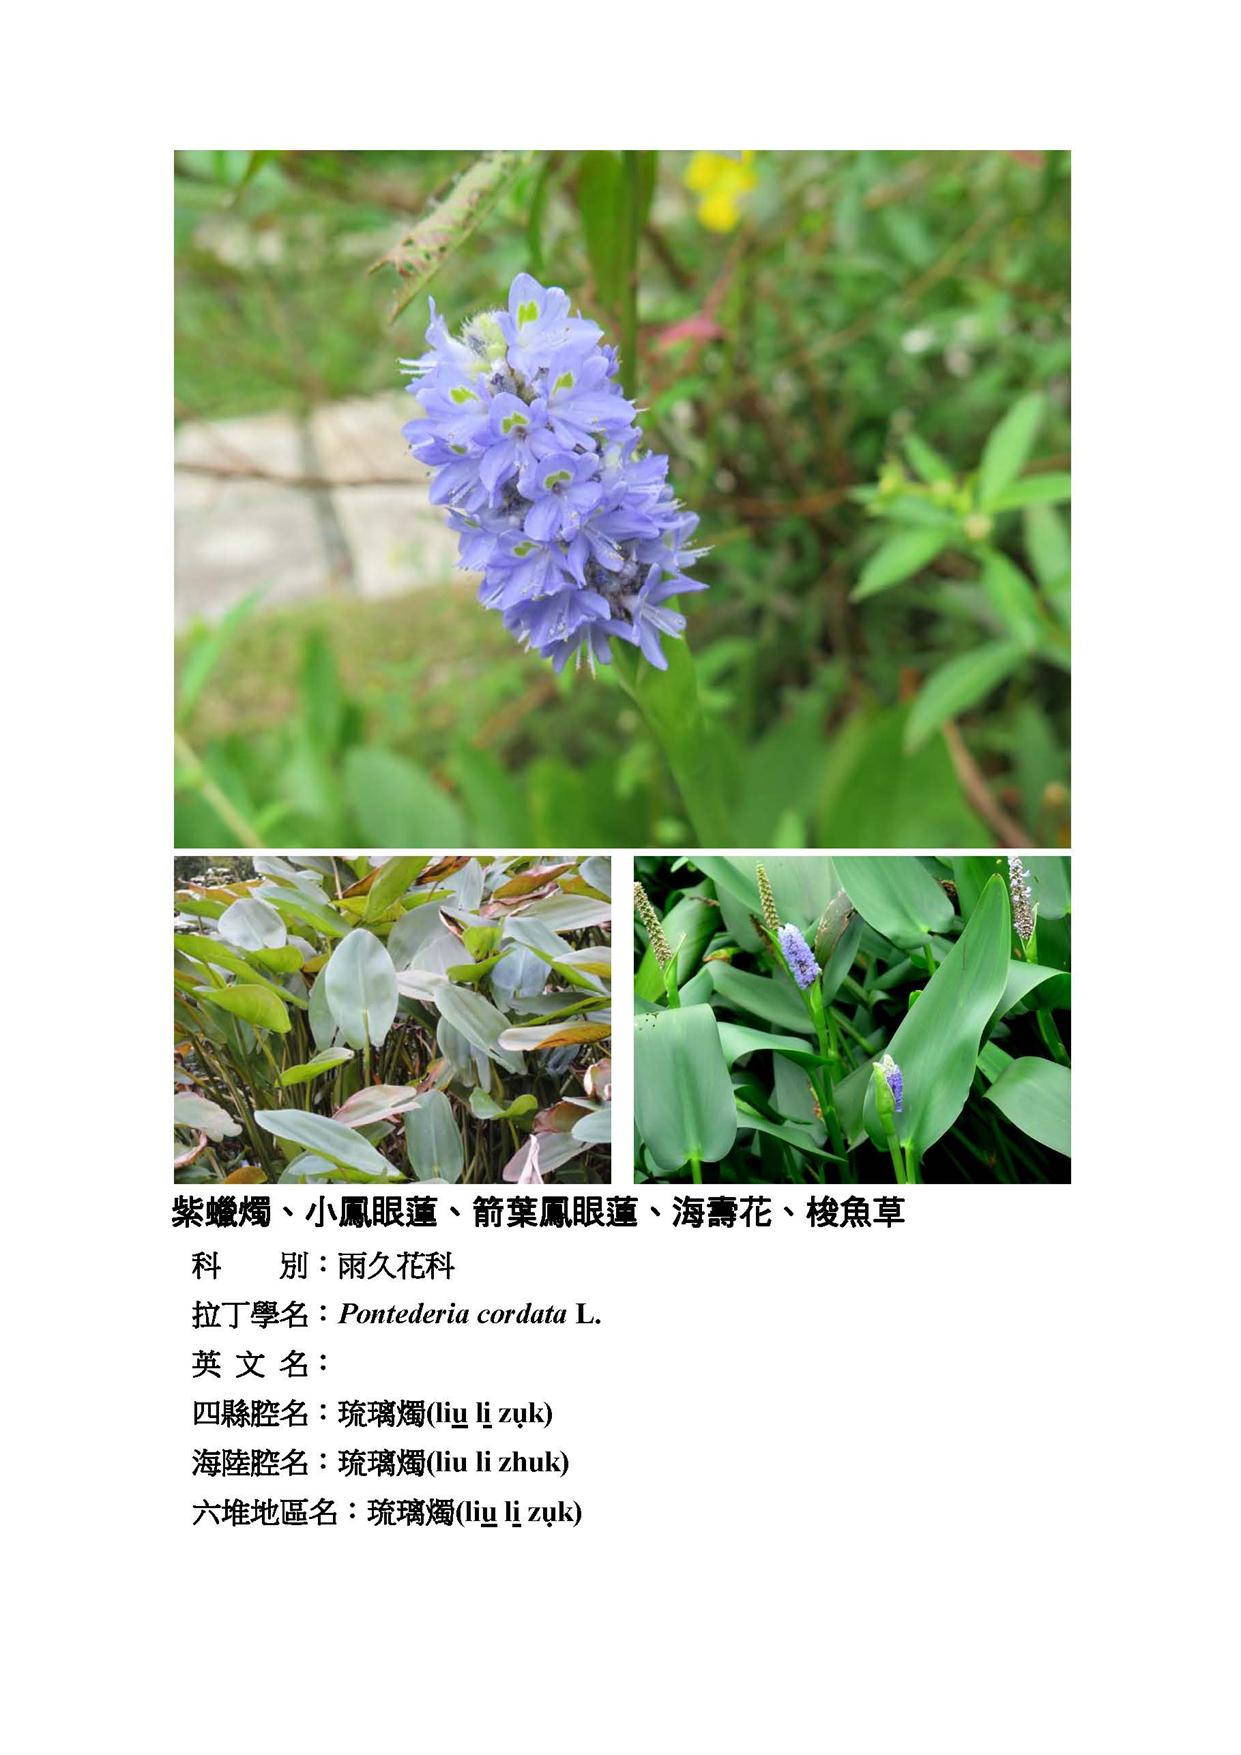 紫蠟燭、小鳳眼蓮、箭葉鳳眼蓮、海壽花、梭魚草
科　　別：雨久花科
拉丁學名：Pontederia cordata L.
英 文 名：
四縣腔名：琉璃燭(liu̲ li̲ zụk)
海陸腔名：琉璃燭(liu li zhuk)
六堆地區名：琉璃燭(liu̲ li̲ zụk)